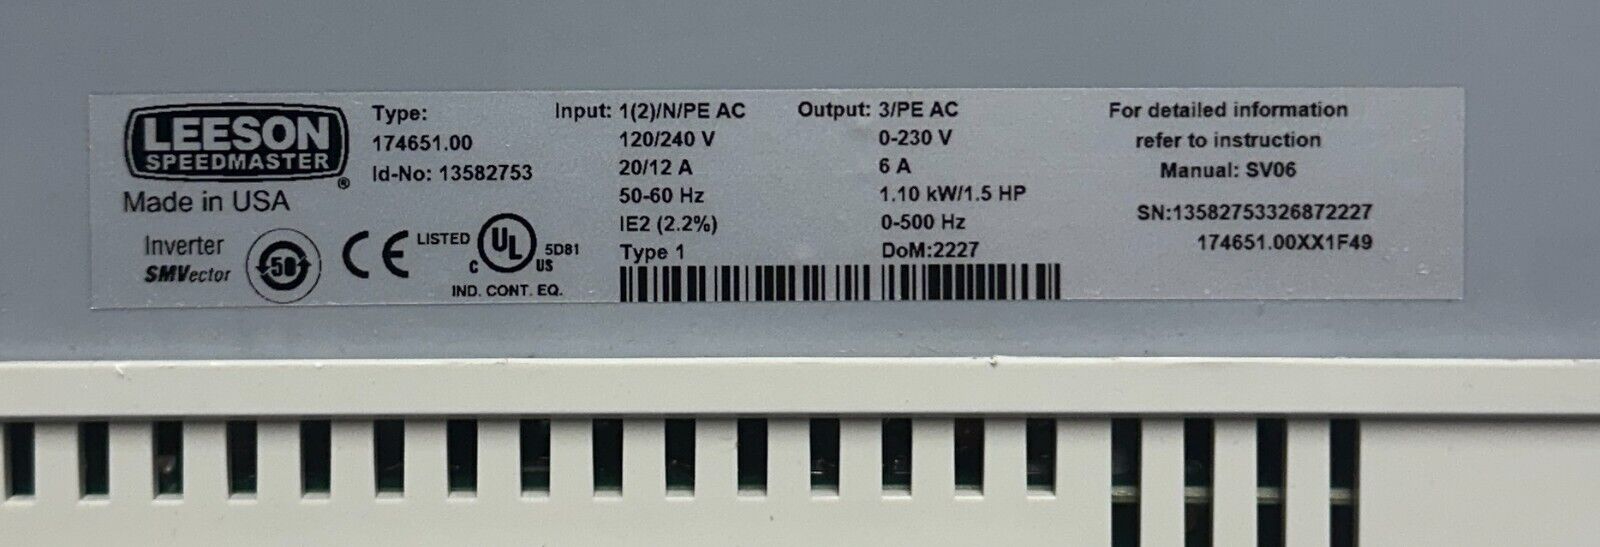 LEESON
SPEEDMASTER
®
Made in USA
Inverter
SMVector
50
CE
LISTED
C UL US
5D81
IND. CONT. EQ.
Type:
174651.00
Id-No: 13582753
Input: 1(2)/N/PE AC
120/240 V
20/12 A
50-60 Hz
IE2 (2.2%)
Type 1
Output: 3/PE AC
0-230 V
6 A
1.10 kW/1.5 HP
0-500 Hz
DoM:2227
For detailed information
refer to instruction
Manual: SV06
SN:13582753326872227
174651.00XX1F49